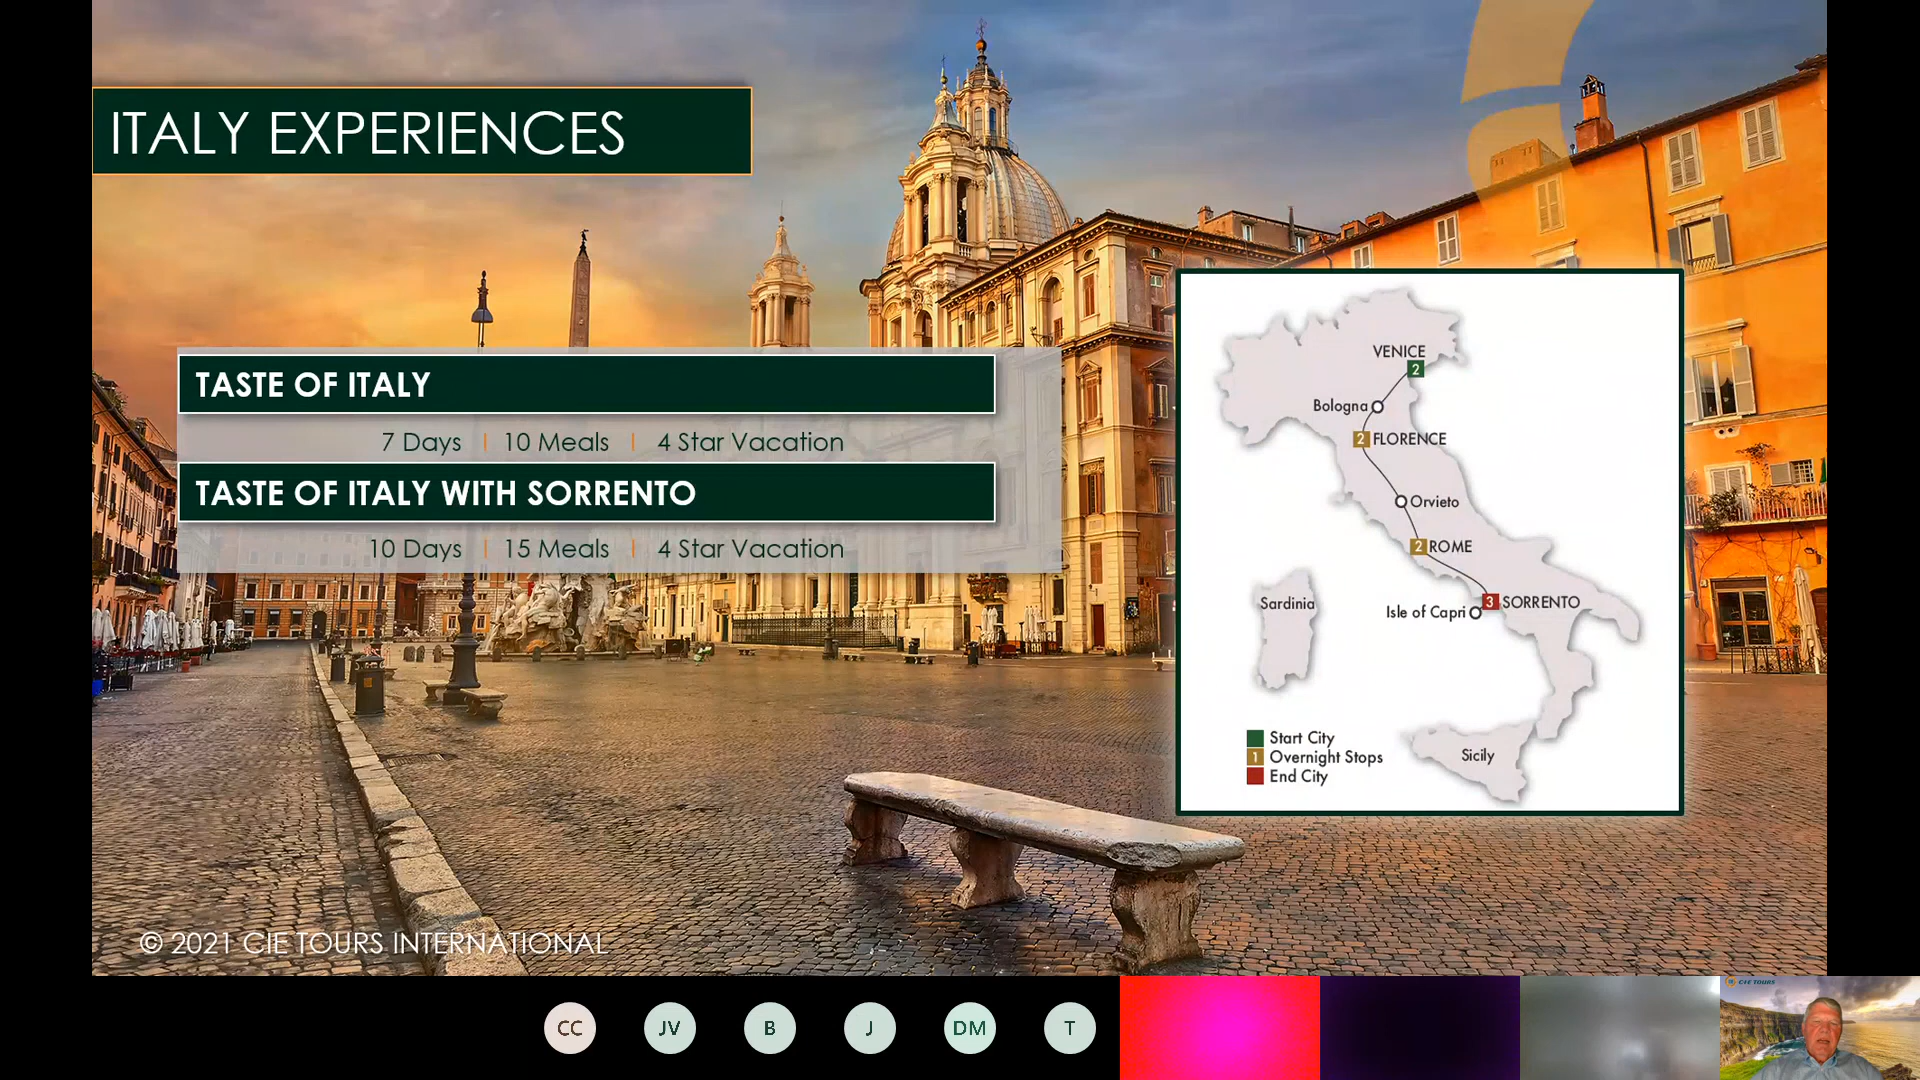 ITALY EXPERIENCES
TASTE OF ITALY
7 Days | 10 Meals | 4 Star Vacation
TASTE OF ITALY WITH SORRENTO
10 Days | 15 Meals | 4 Star Vacation
VENICE
2
Bologna
2 FLORENCE
Orvieto
2 ROME
3 SORRENTO
Isle of Capri
Sardinia
Sicily
Start City
1 Overnight Stops
End City
© 2021 CIE TOURS INTERNATIONAL
CC JV B J DM T
CIE TOURS